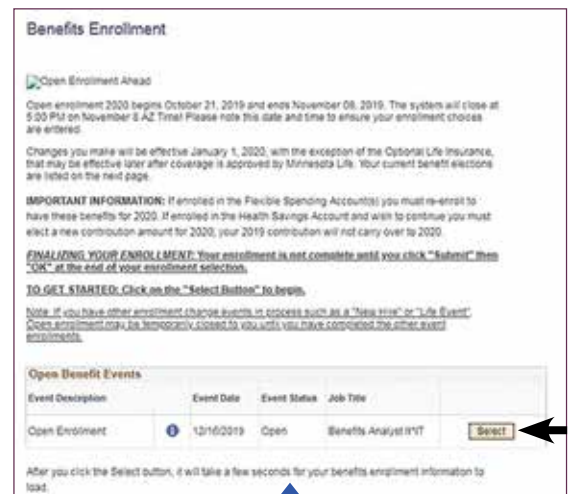 Benefits Enrollment
Open Enrollment Ahead
Open enrollment 2020 begins October 21, 2019 and ends November 08, 2019. The system will close at
5:00 PM on November 8 AZ Time! Please note this date and time to ensure your enrollment choices
are entered.
Changes you make will be effective January 1, 2020, with the exception of the Optional Life Insurance,
that may be effective later after coverage is approved by Minnesota Life. Your current benefit elections
are listed on the next page.
IMPORTANT INFORMATION: If enrolled in the Flexible Spending Account(s) you must re-enroll to
have these benefits for 2020. If enrolled in the Health Savings Account and wish to continue you must
elect a new contribution amount for 2020; your 2019 contribution will not carry over to 2020.
FINALIZING YOUR ENROLLMENT: Your enrollment is not complete until you click "Submit" then
"OK" at the end of your enrollment selection.
TO GET STARTED: Click on the "Select Button" to begin.
Note: If you have other enrollment change events in process such as a "New Hire" or "Life Event".
Open enrollment may be temporarily closed to you until you have completed the other event
enrollments.
Open Benefit Events
Event Description Event Date Event Status Job Title
Open Enrollment 12/16/2019 Open Benefits Analyst II*IT Select
After you click the Select button, it will take a few seconds for your benefits enrollment information to
load.